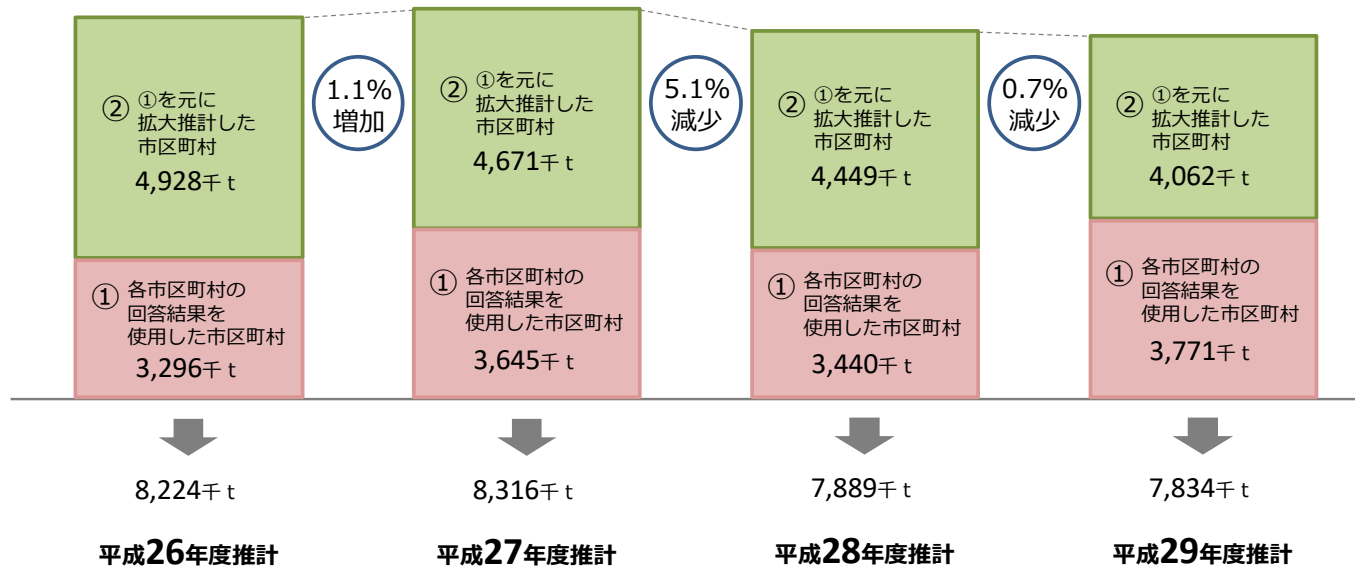 ② ①を元に
拡大推計した
市区町村
4,928千 t
① 各市区町村の
回答結果を
使用した市区町村
3,296千 t
8,224千 t
平成26年度推計
1.1%
増加
② ①を元に
拡大推計した
市区町村
4,671千 t
① 各市区町村の
回答結果を
使用した市区町村
3,645千 t
8,316千 t
平成27年度推計
5.1%
減少
② ①を元に
拡大推計した
市区町村
4,449千 t
① 各市区町村の
回答結果を
使用した市区町村
3,440千 t
7,889千 t
平成28年度推計
0.7%
減少
② ①を元に
拡大推計した
市区町村
4,062千 t
① 各市区町村の
回答結果を
使用した市区町村
3,771千 t
7,834千 t
平成29年度推計